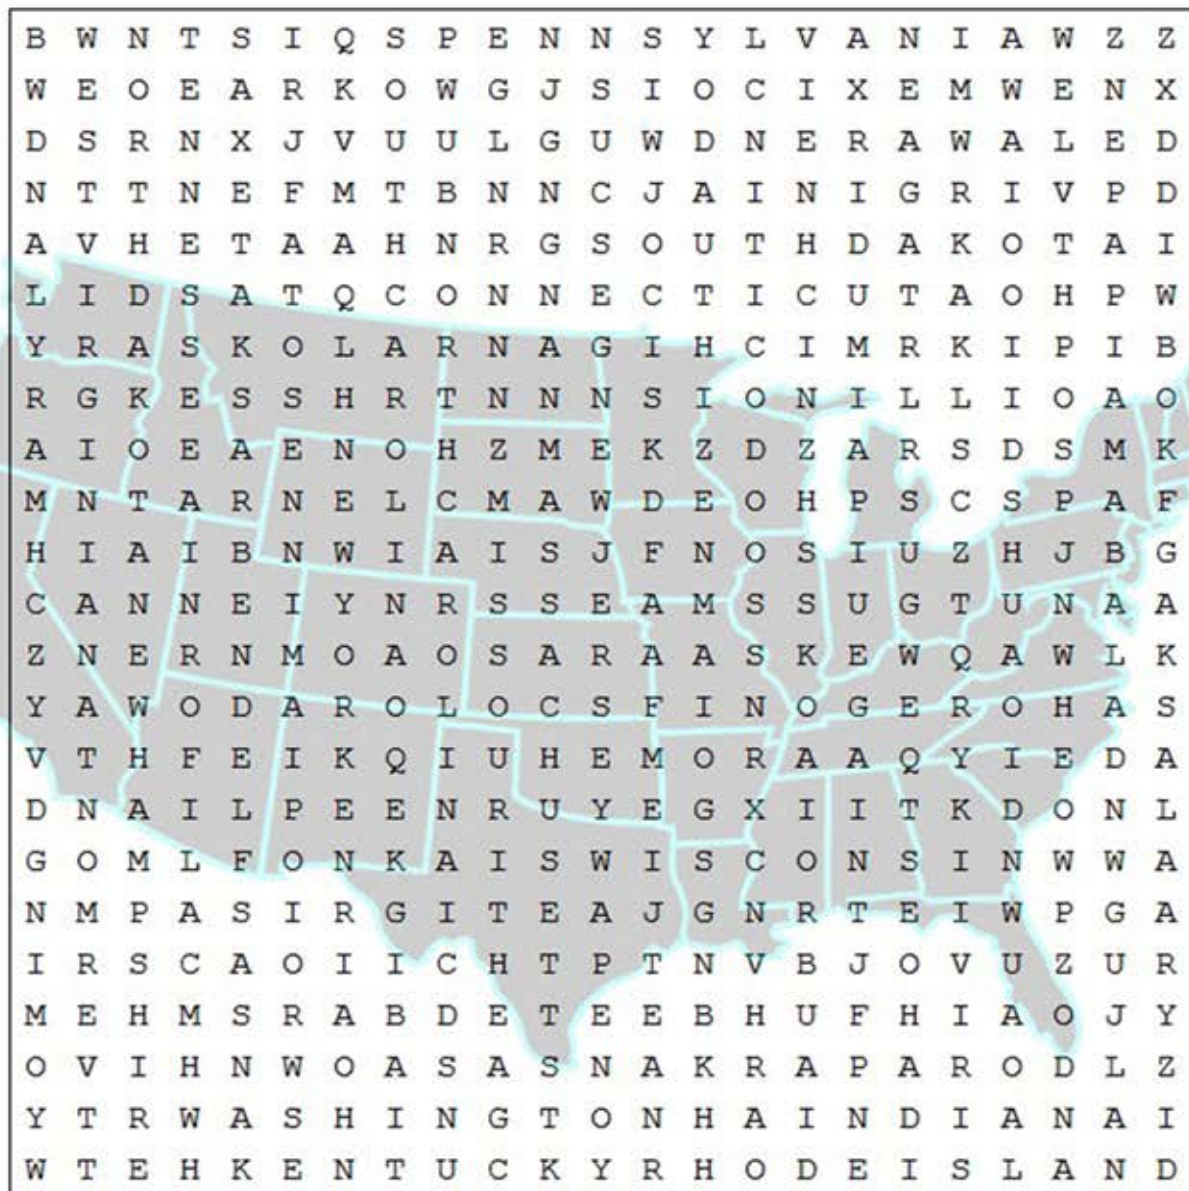 B W N T S I Q S P E N N S Y L V A N I A W Z Z
W E O E A R K O W G J S I O C I X E M W E N X
D S R N X J V U U L G U W D N E R A W A L E D
N T T N E F M T B N N C J A I N I G R I V P D
A V H E T A A H N R G S O U T H D A K O T A I
L I D S A T Q C O N N E C T I C U T A O H P W
Y R A S K O L A R N A G I H C I M R K I P I B
R G K E S S H R T N N N S I O N I L L I O A O
A I O E A E N O H Z M E K Z D Z A R S D S M K
M N T A R N E L C M A W D E O H P S C S P A F
H I A I B N W I A I S J F N O S I U Z H J B G
C A N N E I Y N R S S E A M S S U G T U N A A
Z N E R N M O A O S A R A A S K E W Q A W L K
Y A W O D A R O L O C S F I N O G E R O H A S
V T H F E I K Q I U H E M O R A A Q Y I E D A
D N A I L P E E N R U Y E G X I I T K D O N L
G O M L F O N K A I S W I S C O N S I N W W A
N M P A S I R G I T E A J G N R T E I W P G A
I R S C A O I I C H T P T N V B J O V U Z U R
M E H M S R A B D E T E E B H U F H I A O J Y
O V I H N W O A S A S N A K R A P A R O D L Z
Y T R W A S H I N G T O N H A I N D I A N A I
W T E H K E N T U C K Y R H O D E I S L A N D